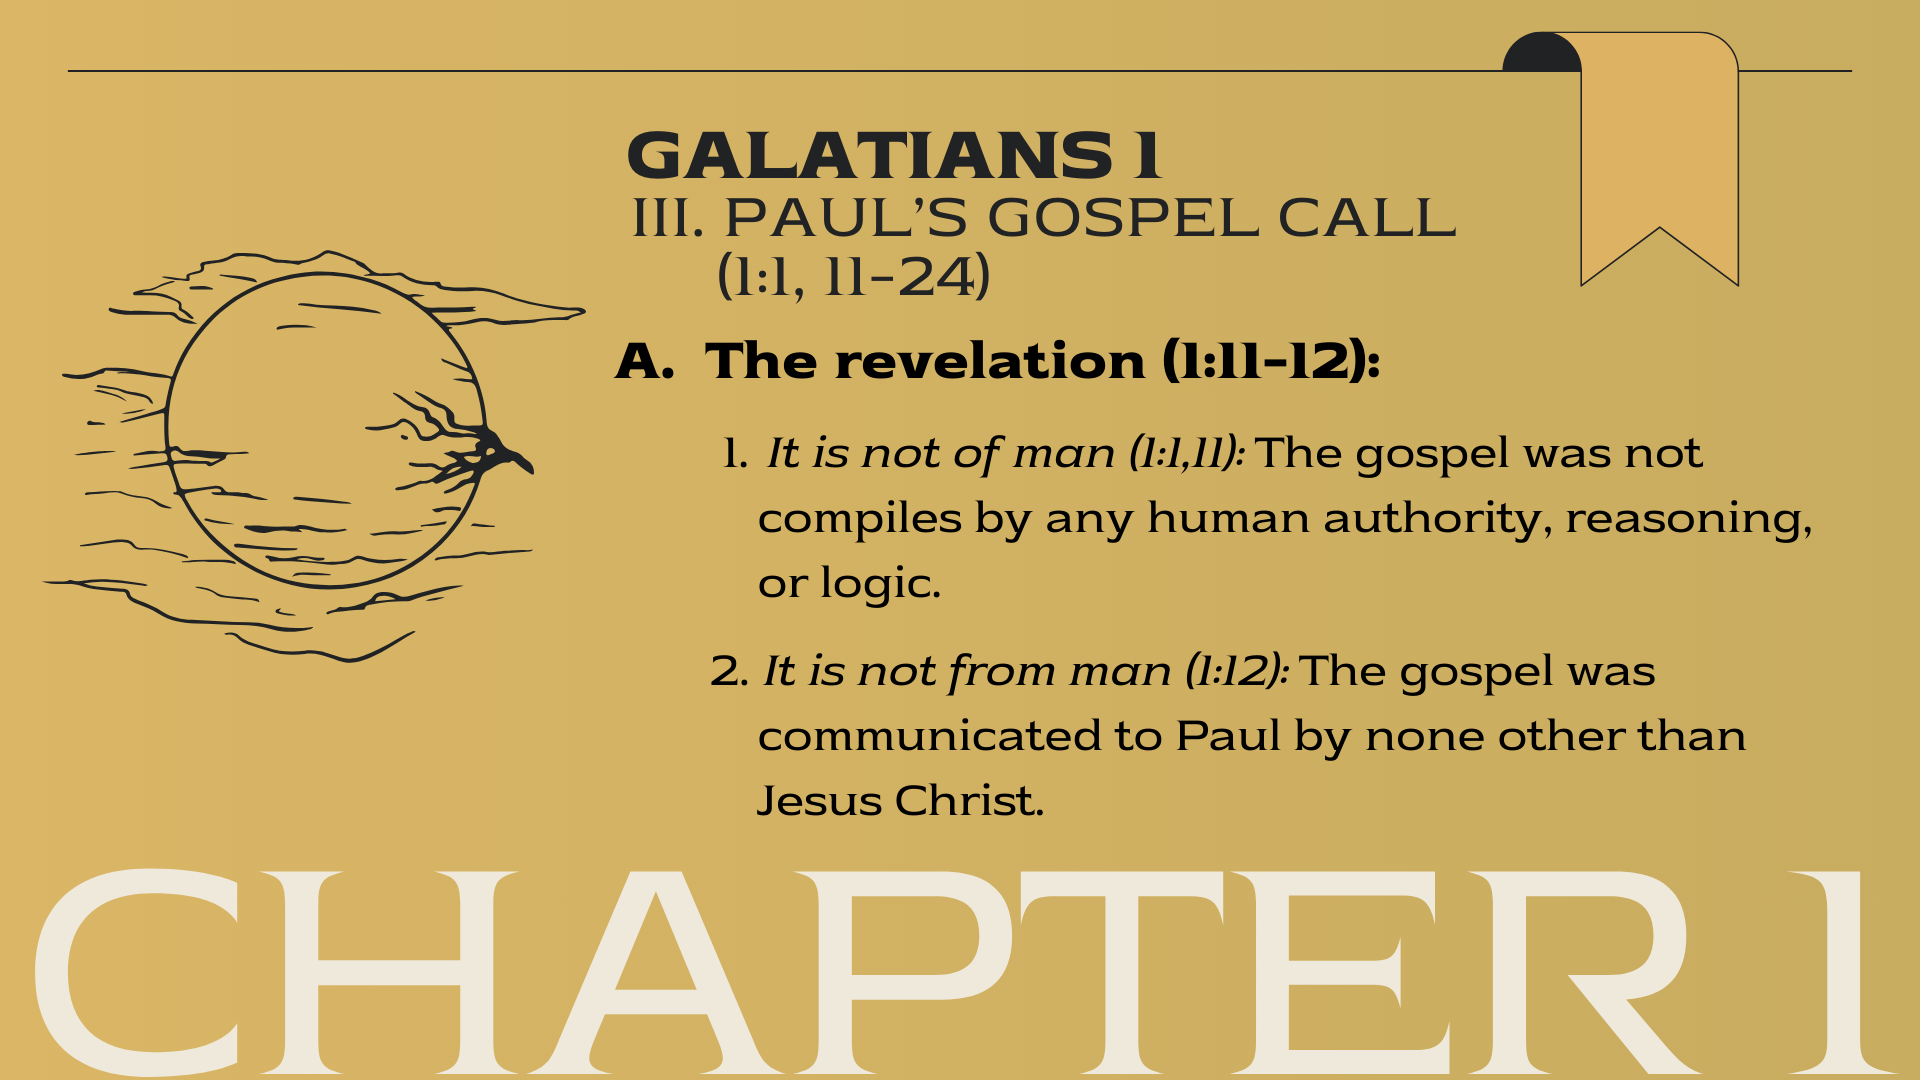 GALATIANS 1
III. PAUL’S GOSPEL CALL
(1:1, 11-24)
A. The revelation (1:11-12):
1. It is not of man (1:1,11): The gospel was not
compiles by any human authority, reasoning,
or logic.
2. It is not from man (1:12): The gospel was
communicated to Paul by none other than
Jesus Christ.
CHAPTER 1